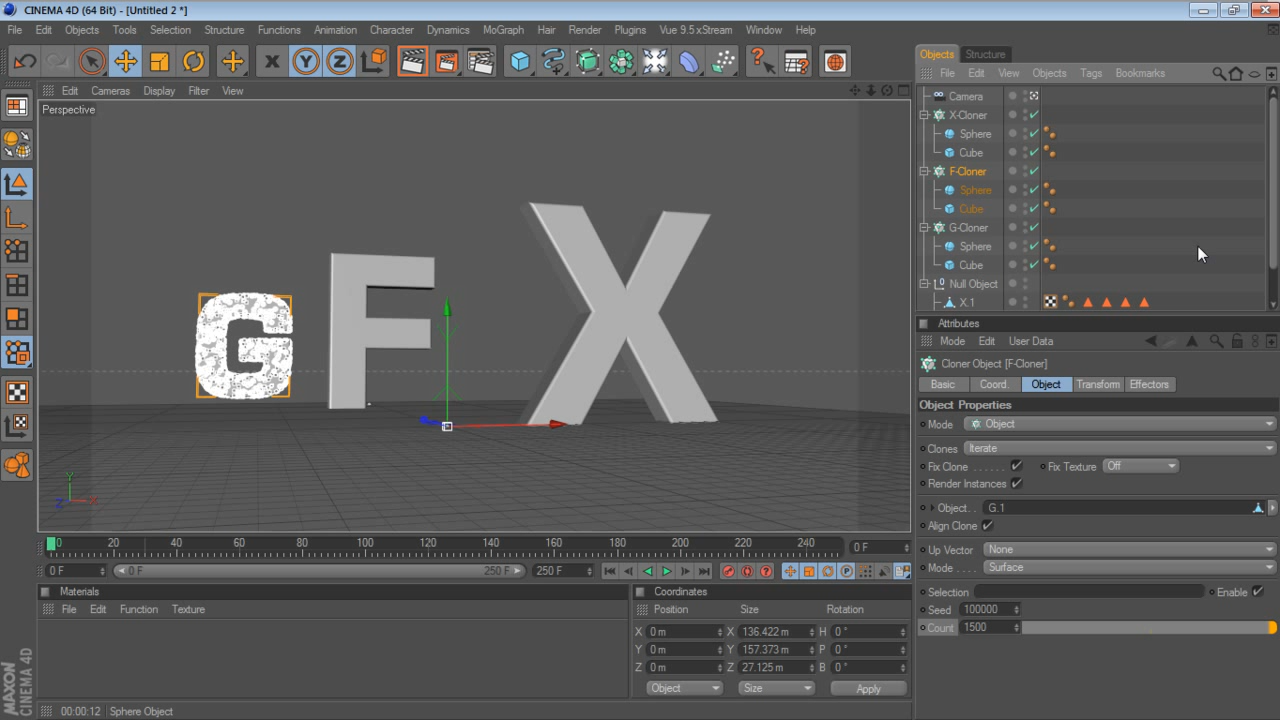 CINEMA 4D (64 Bit) - [Untitled 2 *]
File Edit Objects Tools Selection Structure Functions Animation Character Dynamics MoGraph Hair Render Plugins Vue 9.5 xStream Window Help
Edit Cameras Display Filter View
Perspective
G F X
Y
X
Z
0 20 40 60 80 100 120 140 160 180 200 220 240 0 F
0 F 0 F 250 F 250 F
Materials
File Edit Function Texture
Coordinates
Position Size Rotation
X 0 m X 136.422 m H 0 °
Y 0 m Y 157.373 m P 0 °
Z 0 m Z 27.125 m B 0 °
Object Size Apply
MAXON
CINEMA 4D
00:00:12 Sphere Object
Objects Structure
File Edit View Objects Tags Bookmarks
Camera
X-Cloner
Sphere
Cube
F-Cloner
Sphere
Cube
G-Cloner
Sphere
Cube
Null Object
X.1
Attributes
Mode Edit User Data
Cloner Object [F-Cloner]
Basic Coord. Object Transform Effectors
Object Properties
Mode Object
Clones Iterate
Fix Clone . . . . . . Fix Texture Off
Render Instances
Object. . G.1
Align Clone
Up Vector None
Mode . . . . Surface
Selection Enable
Seed 100000
Count 1500